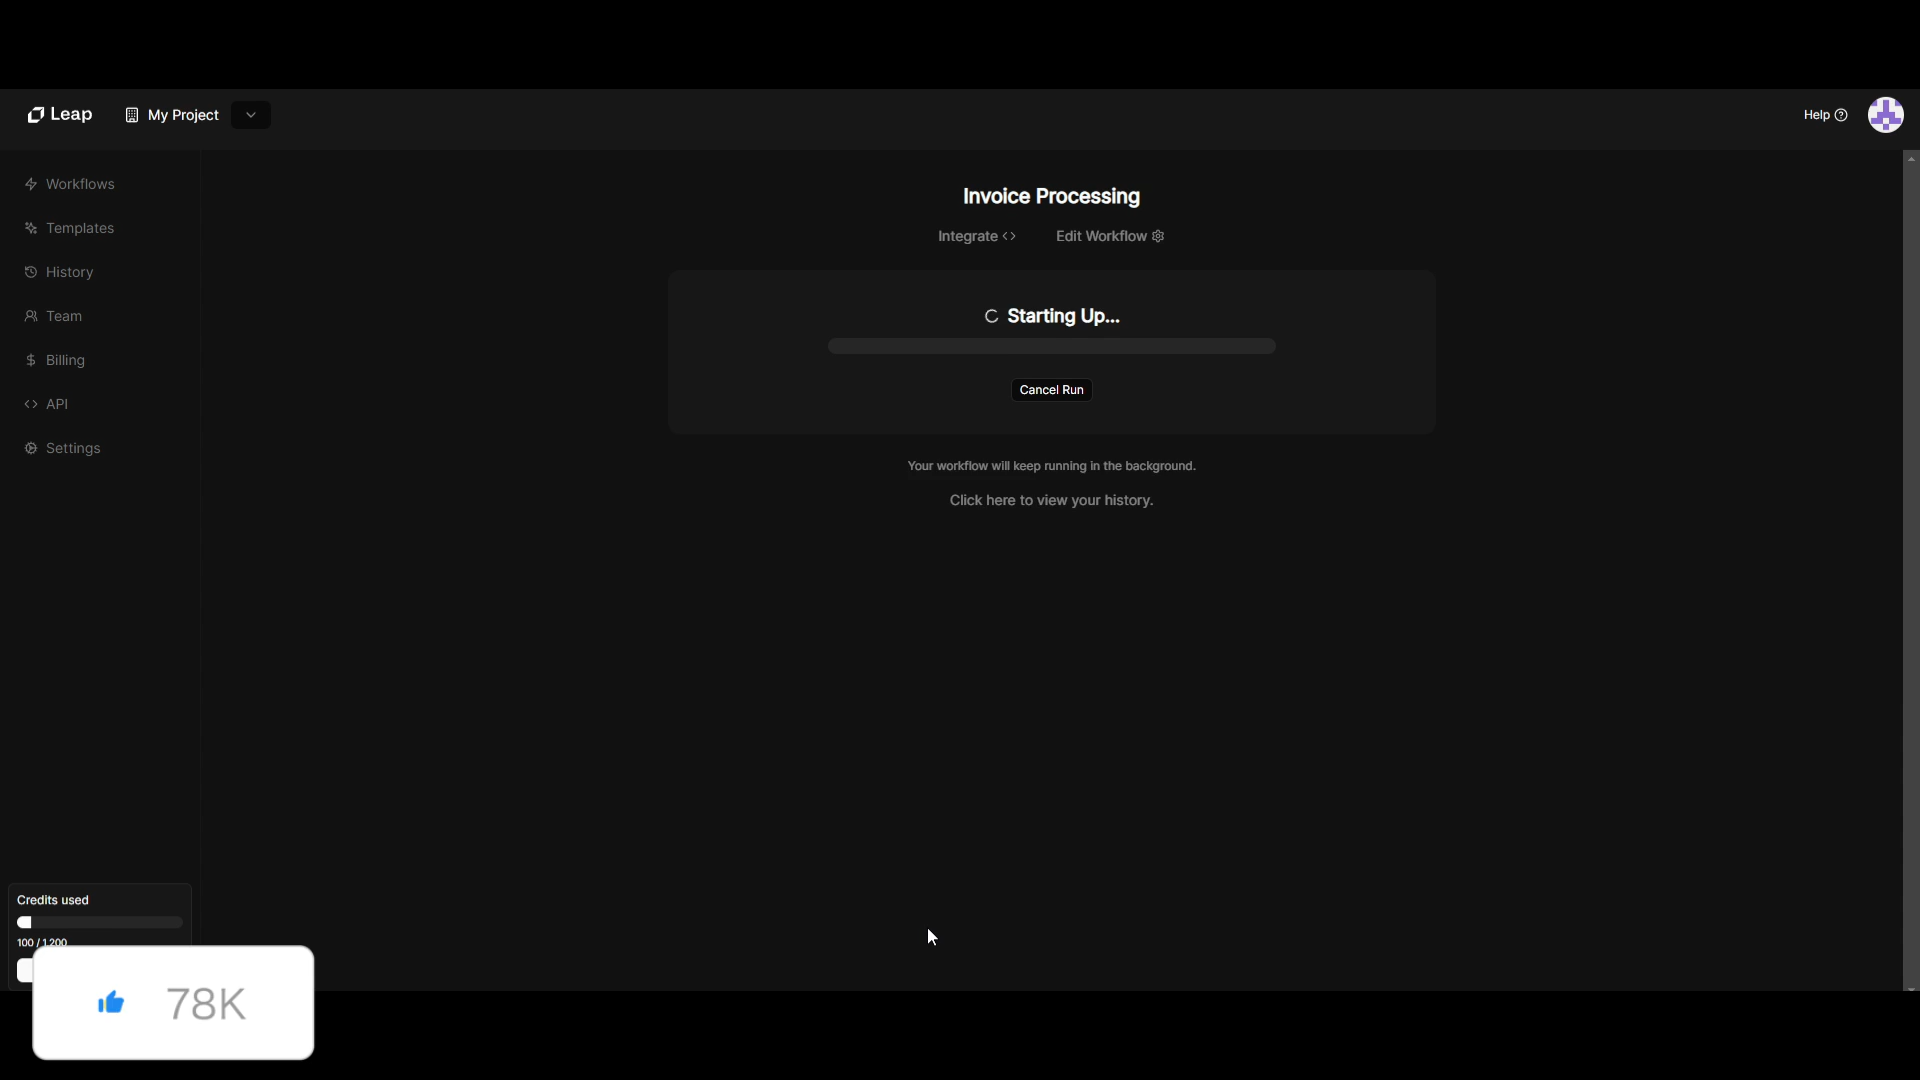 Leap
My Project
Help
Workflows
Templates
History
Team
Billing
API
Settings
Invoice Processing
Integrate
Edit Workflow
Starting Up...
Cancel Run
Your workflow will keep running in the background.
Click here to view your history.
Credits used
100 / 1,200
78K